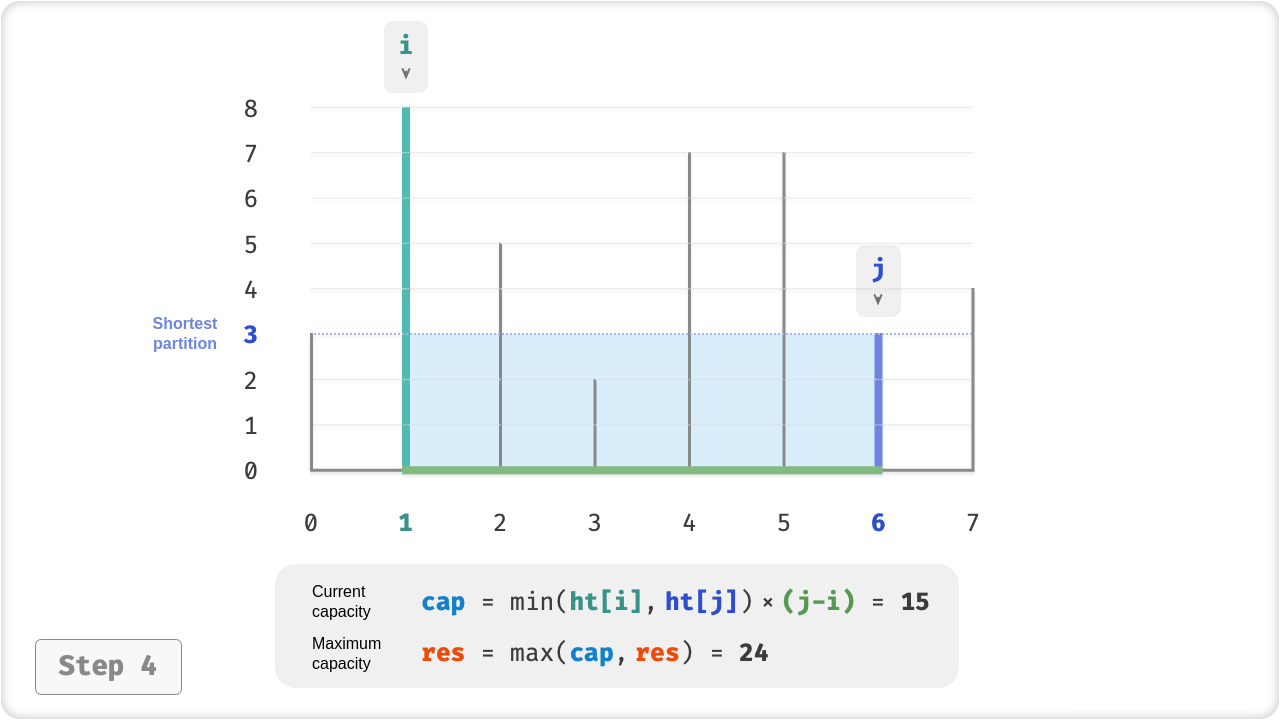 i
8
7
6
5
j
4
Shortest
partition
3
2
1
0
0 1 2 3 4 5 6 7
Current
capacity
cap = min(ht[i], ht[j]) × (j-i) = 15
Maximum
capacity
res = max(cap, res) = 24
Step 4